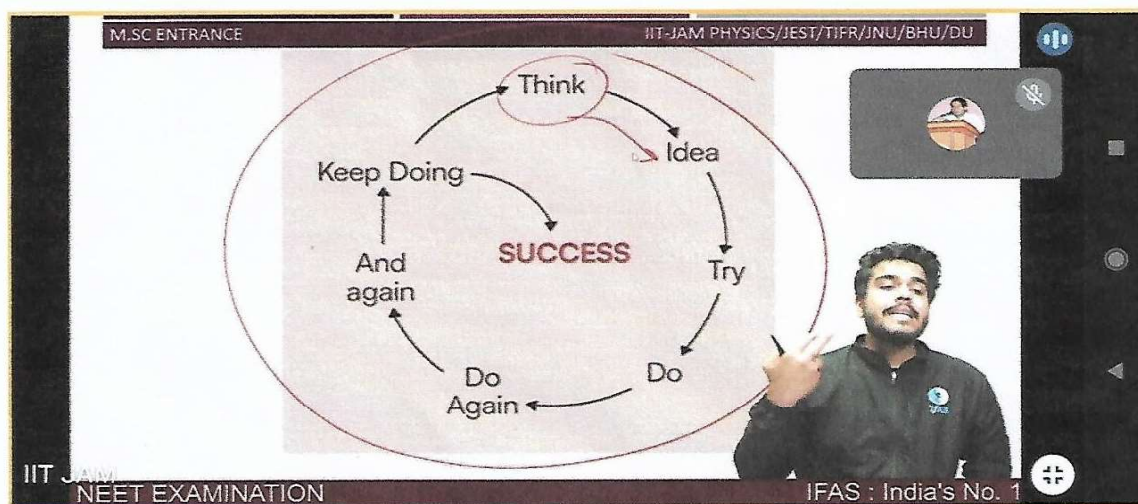 M.SC ENTRANCE
IIT-JAM PHYSICS/JEST/TIFR/JNU/BHU/DU
Think
Idea
Keep Doing
SUCCESS
Try
And
again
Do
Do
Again
IIT JAM
NEET EXAMINATION
IFAS : India's No. 1